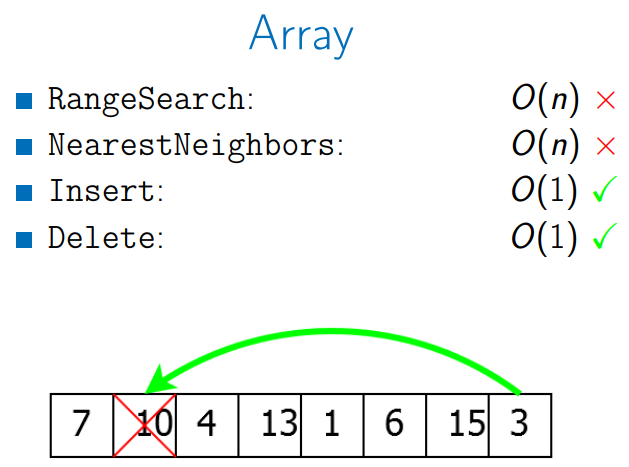 Array
RangeSearch: O(n) ×
NearestNeighbors: O(n) ×
Insert: O(1) ✓
Delete: O(1) ✓
7 10 4 13 1 6 15 3